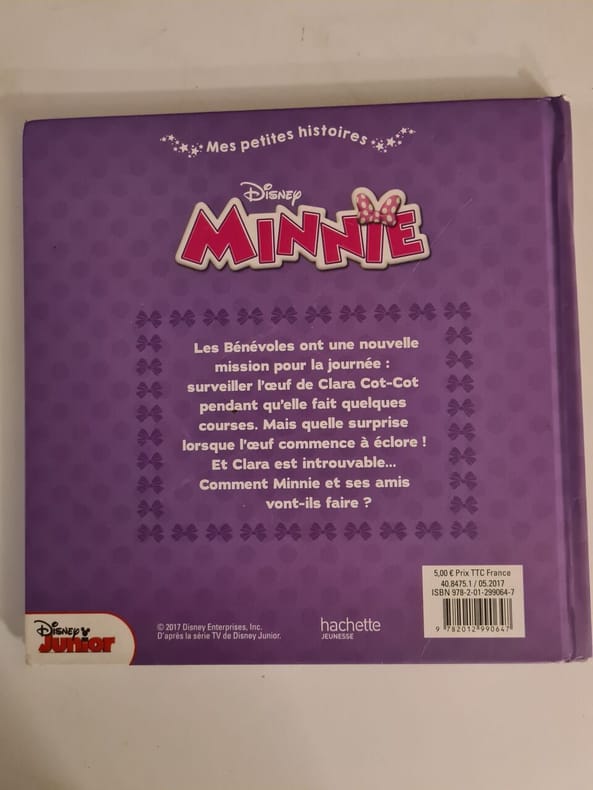 Mes petites histoires
Disney
MINNIE
Les Bénévoles ont une nouvelle
mission pour la journée :
surveiller l'œuf de Clara Cot-Cot
pendant qu'elle fait quelques
courses. Mais quelle surprise
lorsque l'œuf commence à éclore !
Et Clara est introuvable...
Comment Minnie et ses amis
vont-ils faire ?
5,00 € Prix TTC France
40.8475.1 / 05.2017
ISBN 978-2-01-299064-7
9 782012 990647
© 2017 Disney Enterprises, Inc.
D'après la série TV de Disney Junior.
hachette
JEUNESSE
Disney
Junior